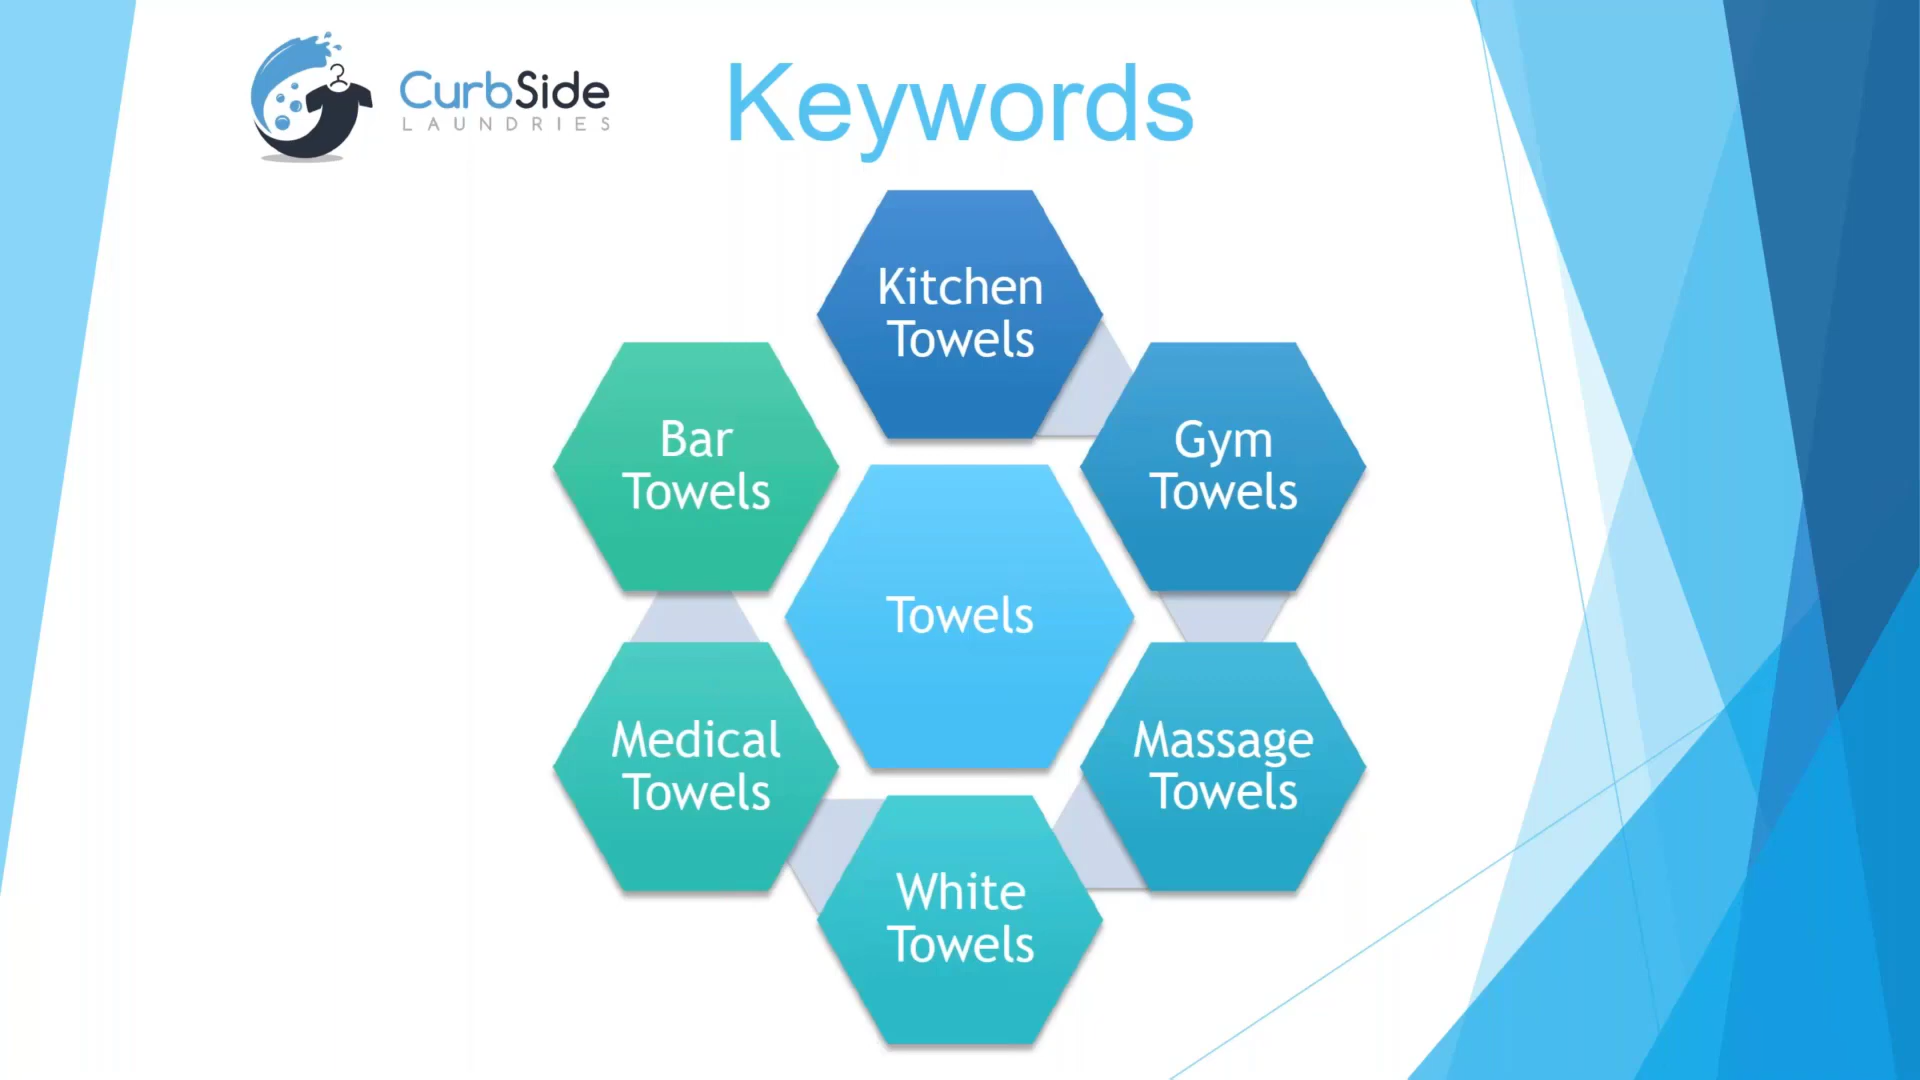 CurbSide
LAUNDRIES
Keywords
Kitchen
Towels
Gym
Towels
Massage
Towels
White
Towels
Medical
Towels
Bar
Towels
Towels